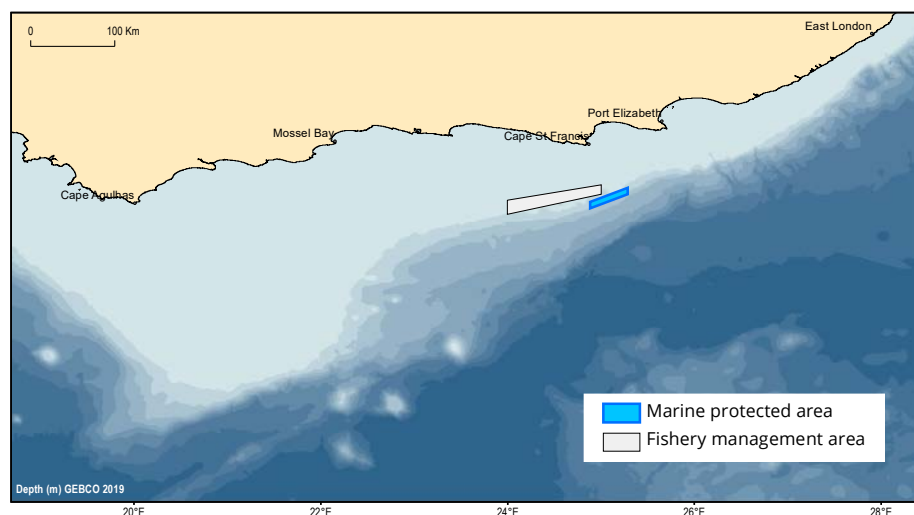 East London
0 100 Km
Port Elizabeth
Mossel Bay
Cape St Francis
Cape Agulhas
Marine protected area
Fishery management area
Depth (m) GEBCO 2019
20°E 22°E 24°E 26°E 28°E